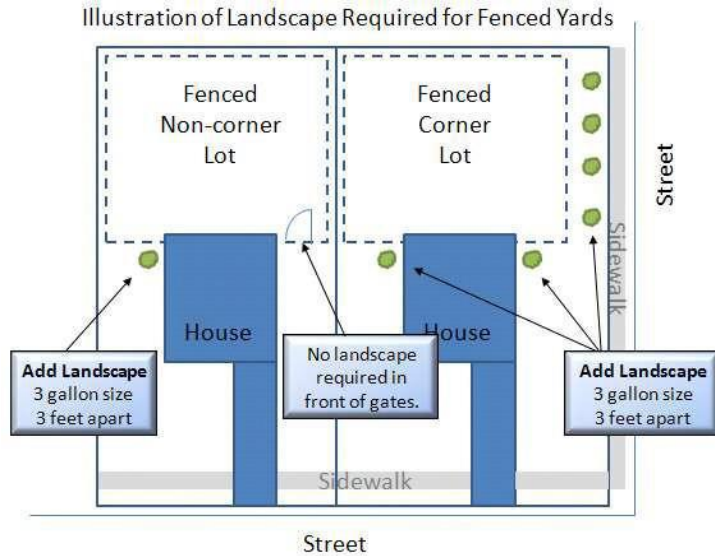 Illustration of Landscape Required for Fenced Yards
Fenced
Non-corner
Lot
Fenced
Corner
Lot
Street
Sidewalk
House
House
Add Landscape
3 gallon size
3 feet apart
No landscape
required in
front of gates.
Add Landscape
3 gallon size
3 feet apart
Sidewalk
Street